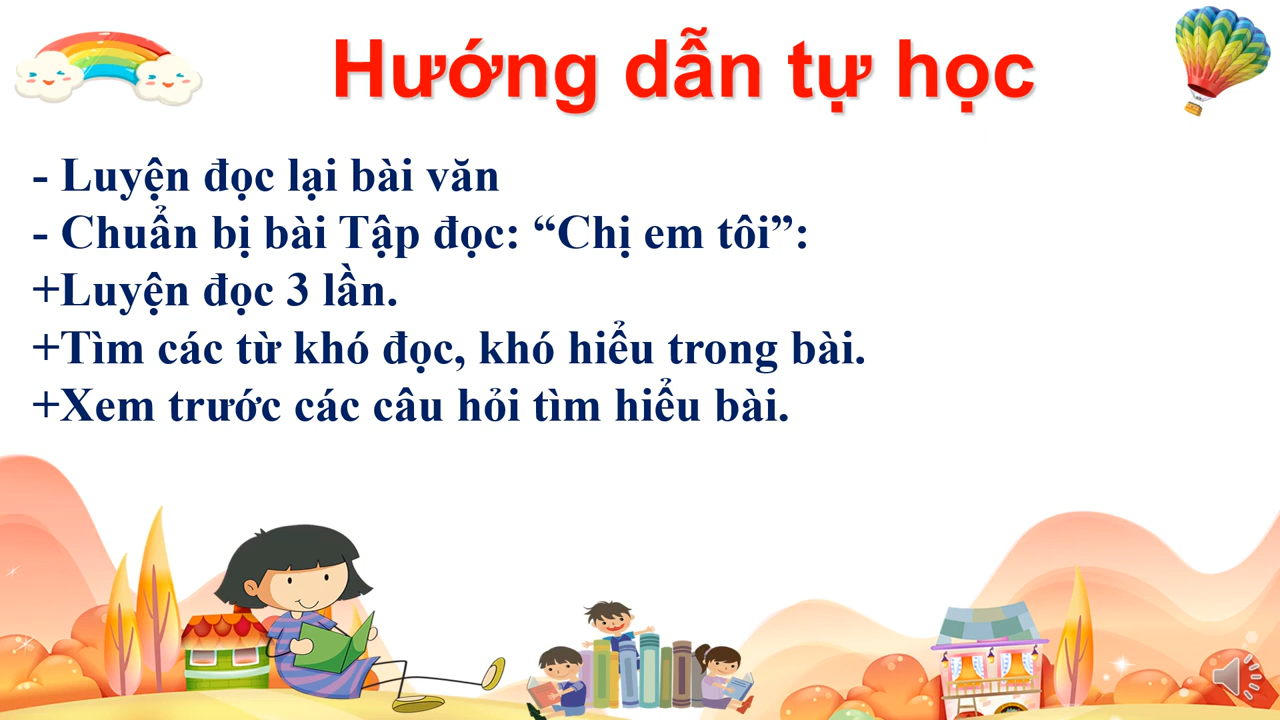 Hướng dẫn tự học
- Luyện đọc lại bài văn
- Chuẩn bị bài Tập đọc: “Chị em tôi”:
+Luyện đọc 3 lần.
+Tìm các từ khó đọc, khó hiểu trong bài.
+Xem trước các câu hỏi tìm hiểu bài.